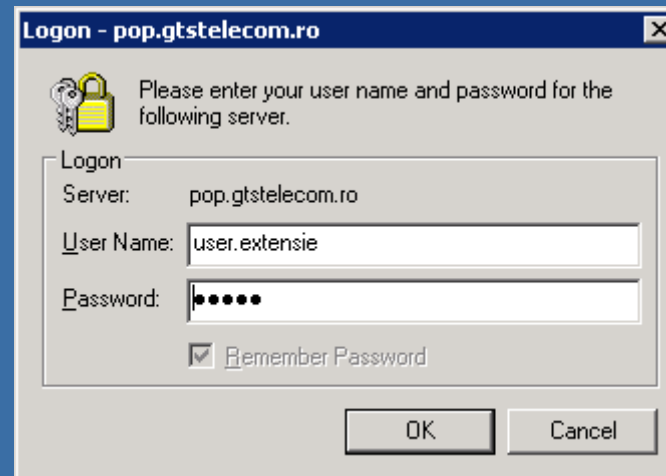 Logon - pop.gtstelecom.ro
Please enter your user name and password for the
following server.
Logon
Server: pop.gtstelecom.ro
User Name: user.extensie
Password: •••••
Remember Password
OK Cancel